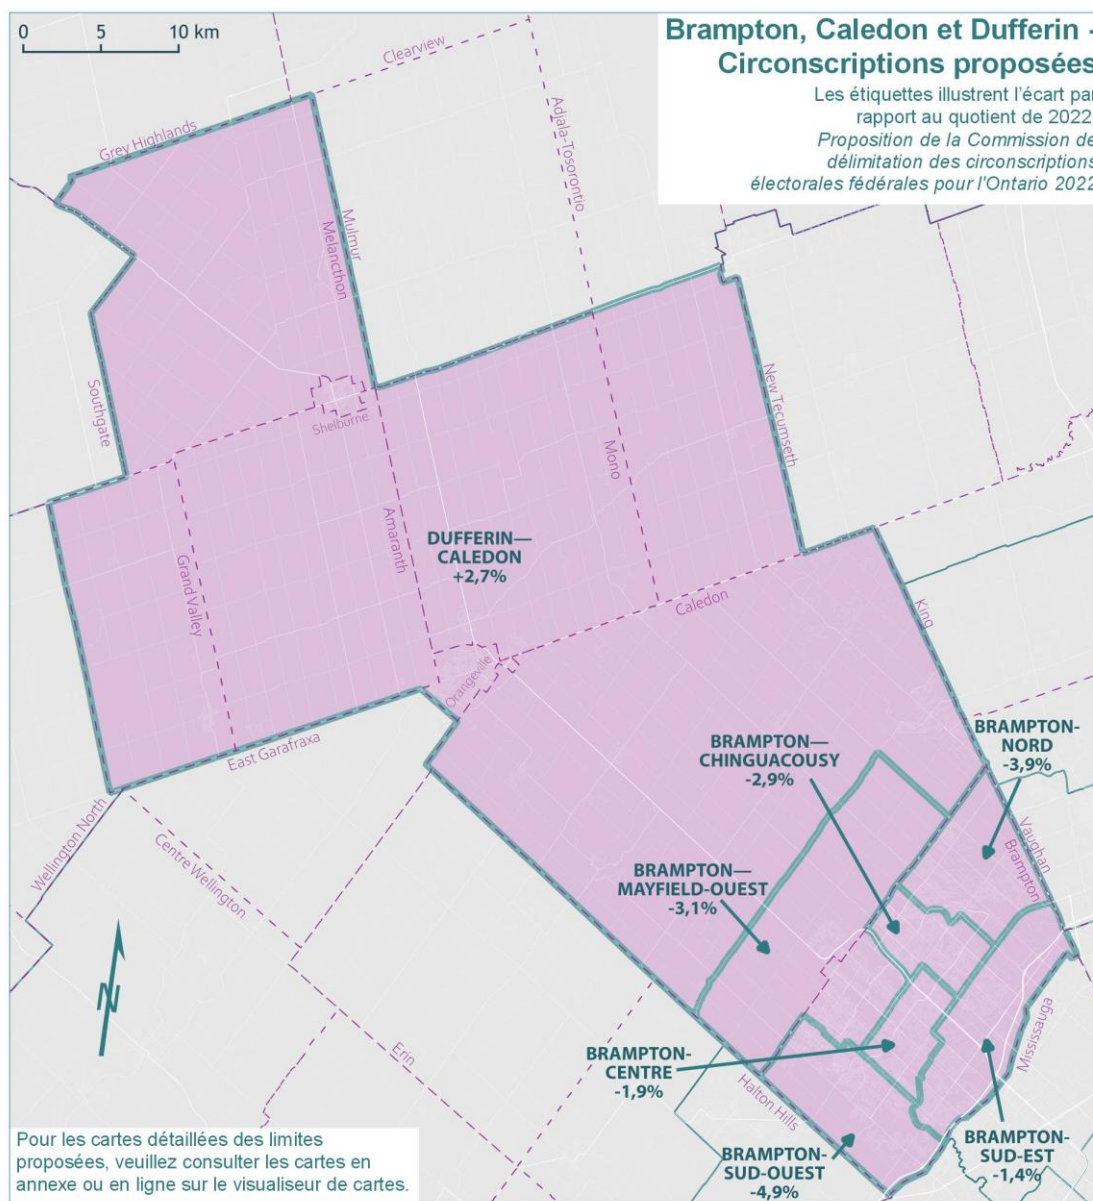 0 5 10 km
Brampton, Caledon et Dufferin -
Circonscriptions proposées
Les étiquettes illustrent l'écart par
rapport au quotient de 2022
Proposition de la Commission de
délimitation des circonscriptions
électorales fédérales pour l'Ontario 2022
Clearview
Grey Highlands
Adjala-Tosorontio
Mulmur
Melancthon
Southgate
Shelburne
New Tecumseth
Mono
Amaranth
Grand Valley
DUFFERIN—
CALEDON
+2,7%
Caledon
King
Orangeville
East Garafraxa
BRAMPTON-
NORD
-3,9%
BRAMPTON—
CHINGUACOUSY
-2,9%
Wellington North
Centre Wellington
Vaughan
Brampton
BRAMPTON—
MAYFIELD-OUEST
-3,1%
N
Mississauga
Erin
BRAMPTON-
CENTRE
-1,9%
Halton Hills
BRAMPTON-
SUD-OUEST
-4,9%
BRAMPTON-
SUD-EST
-1,4%
Pour les cartes détaillées des limites
proposées, veuillez consulter les cartes en
annexe ou en ligne sur le visualiseur de cartes.